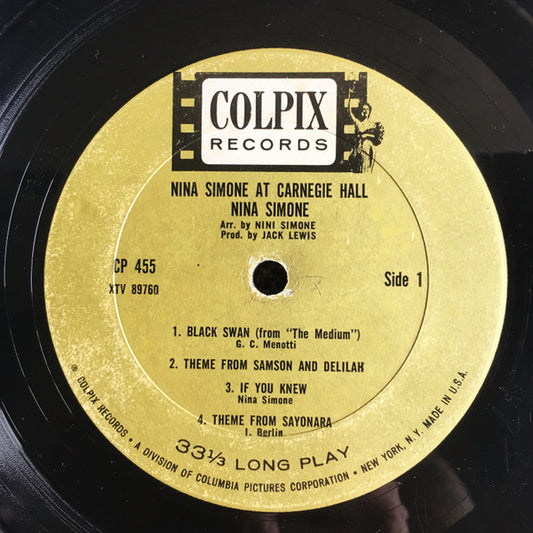 COLPIX
RECORDS
NINA SIMONE AT CARNEGIE HALL
NINA SIMONE
Arr. by NINI SIMONE
Prod. by JACK LEWIS
CP 455
XTV 89760
Side 1
1. BLACK SWAN (from "The Medium")
G. C. Menotti
2. THEME FROM SAMSON AND DELILAH
3. IF YOU KNEW
Nina Simone
4. THEME FROM SAYONARA
I. Berlin
33⅓ LONG PLAY
® COLPIX RECORDS • A DIVISION OF COLUMBIA PICTURES CORPORATION • NEW YORK, N.Y. MADE IN U.S.A.